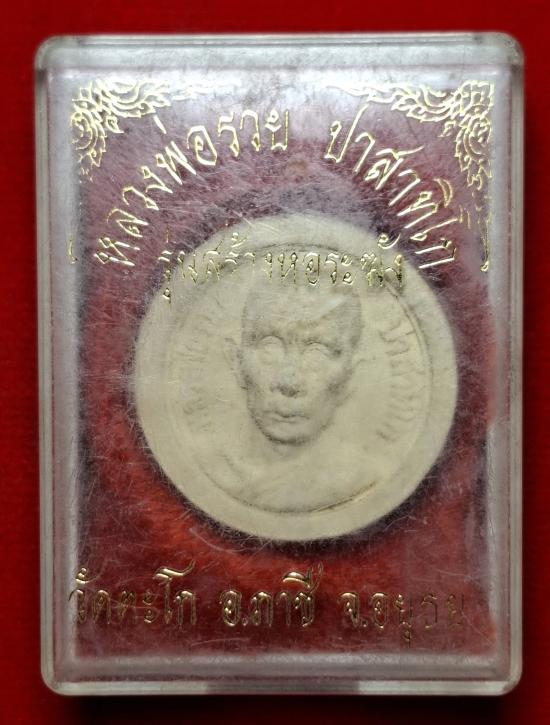 หลวงพ่อรวย ปาสาทิโก
รุ่นสร้างหอระฆัง
วัดตะโก อ.ภาชี จ.อยุธย